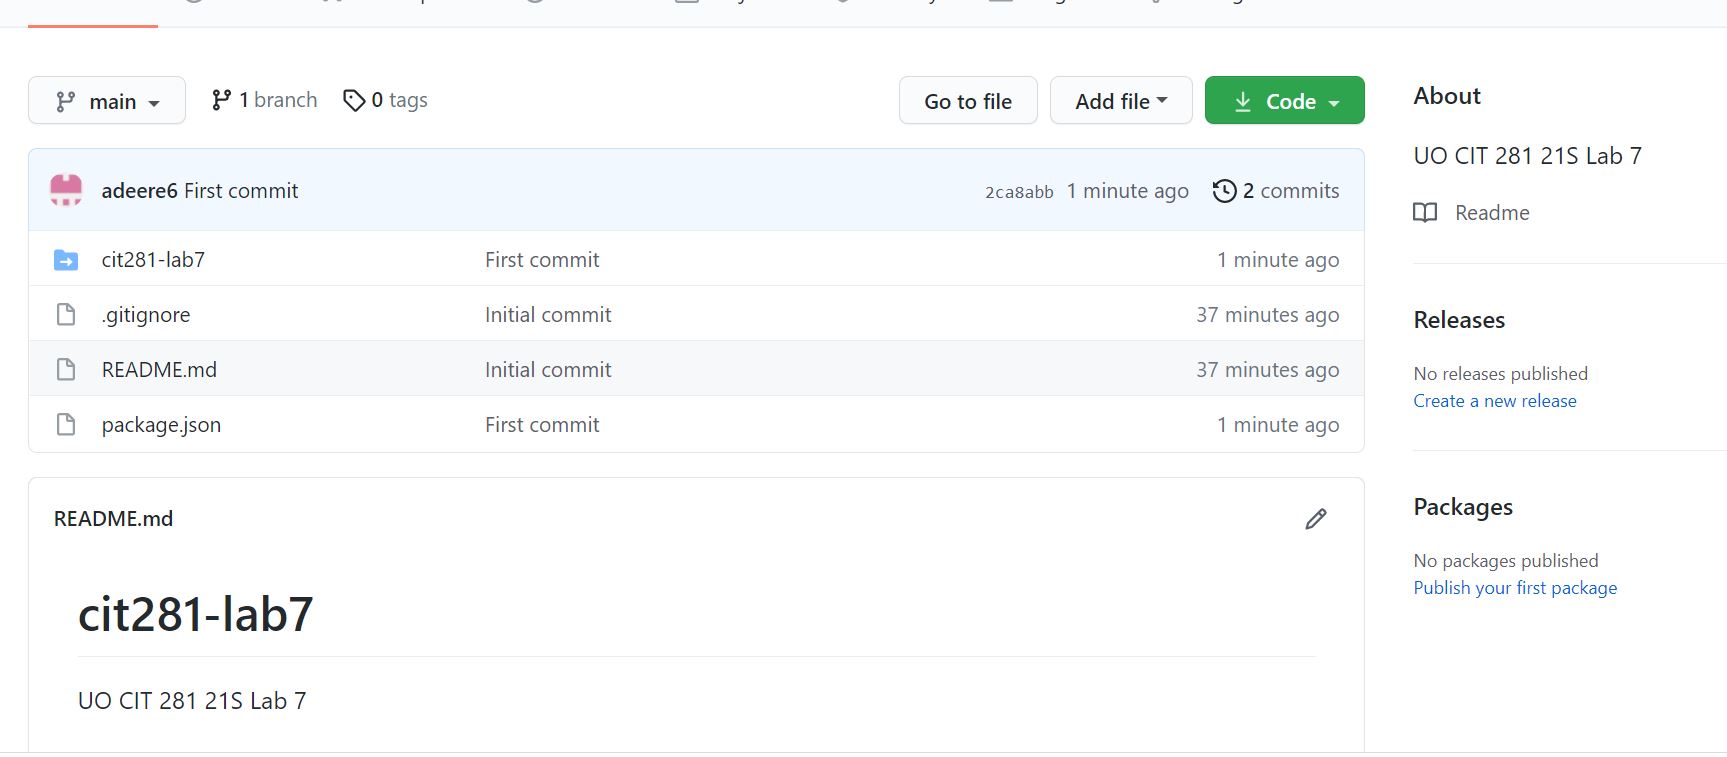 main 1 branch 0 tags Go to file Add file Code
adeere6 First commit 2ca8abb 1 minute ago 2 commits
cit281-lab7 First commit 1 minute ago
.gitignore Initial commit 37 minutes ago
README.md Initial commit 37 minutes ago
package.json First commit 1 minute ago
README.md
cit281-lab7
UO CIT 281 21S Lab 7
About
UO CIT 281 21S Lab 7
Readme
Releases
No releases published
Create a new release
Packages
No packages published
Publish your first package